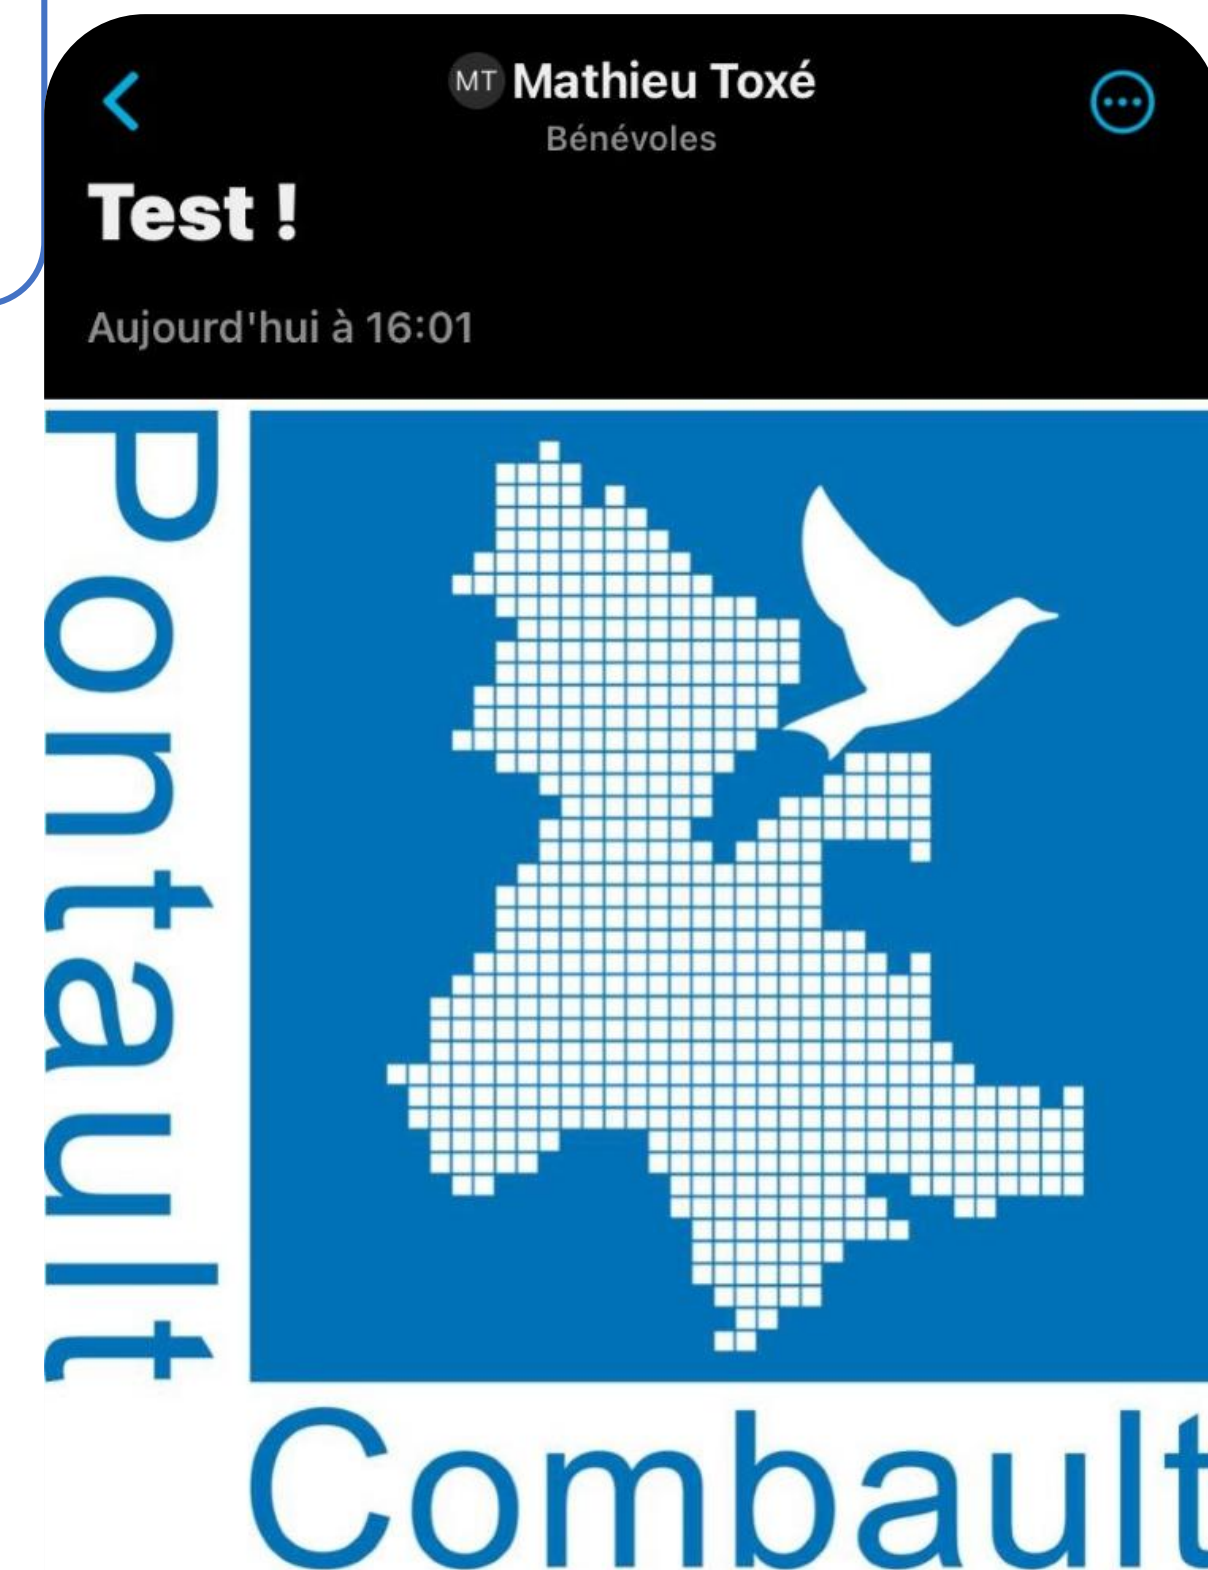 MT Mathieu Toxé
Bénévoles
Test !
Aujourd'hui à 16:01
Pontault
Combault